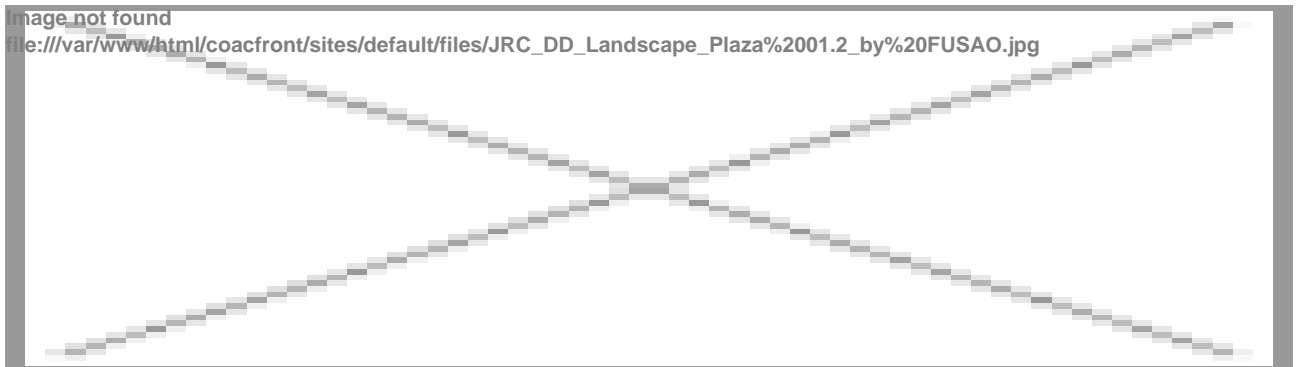 Image not found
file:///var/www/html/coacfront/sites/default/files/JRC_DD_Landscape_Plaza%2001.2_by%20FUSAO.jpg